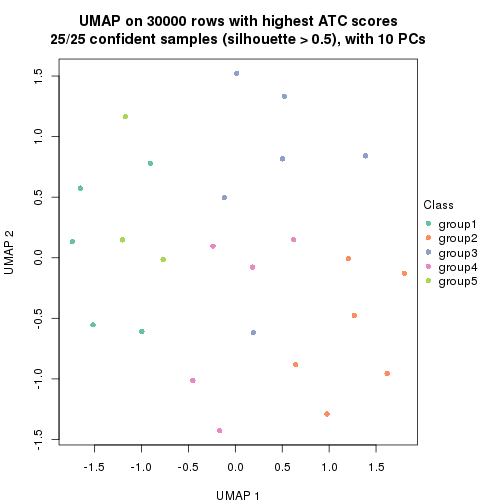 UMAP on 30000 rows with highest ATC scores
25/25 confident samples (silhouette > 0.5), with 10 PCs
1.5
1.0
0.5
0.0
-0.5
-1.0
-1.5
UMAP 2
-1.5 -1.0 -0.5 0.0 0.5 1.0 1.5
UMAP 1
Class
group1
group2
group3
group4
group5